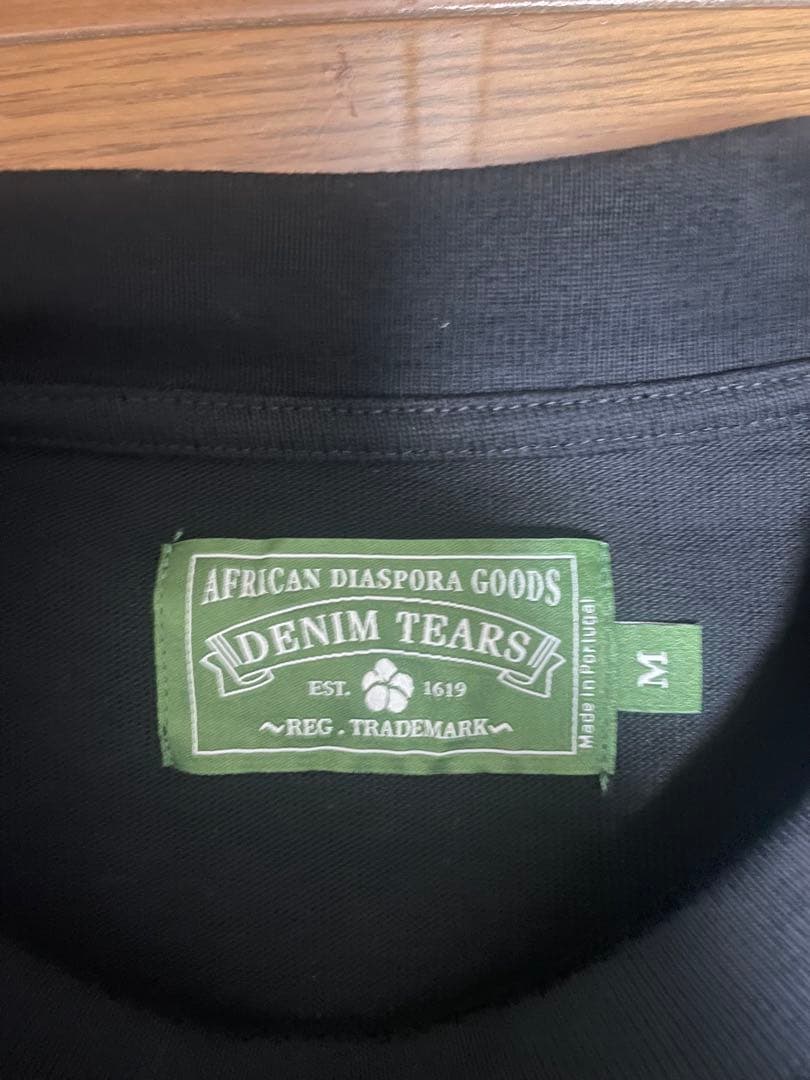 AFRICAN DIASPORA GOODS
DENIM TEARS
EST. 1619
~REG. TRADEMARK~
Made in Portugal
M